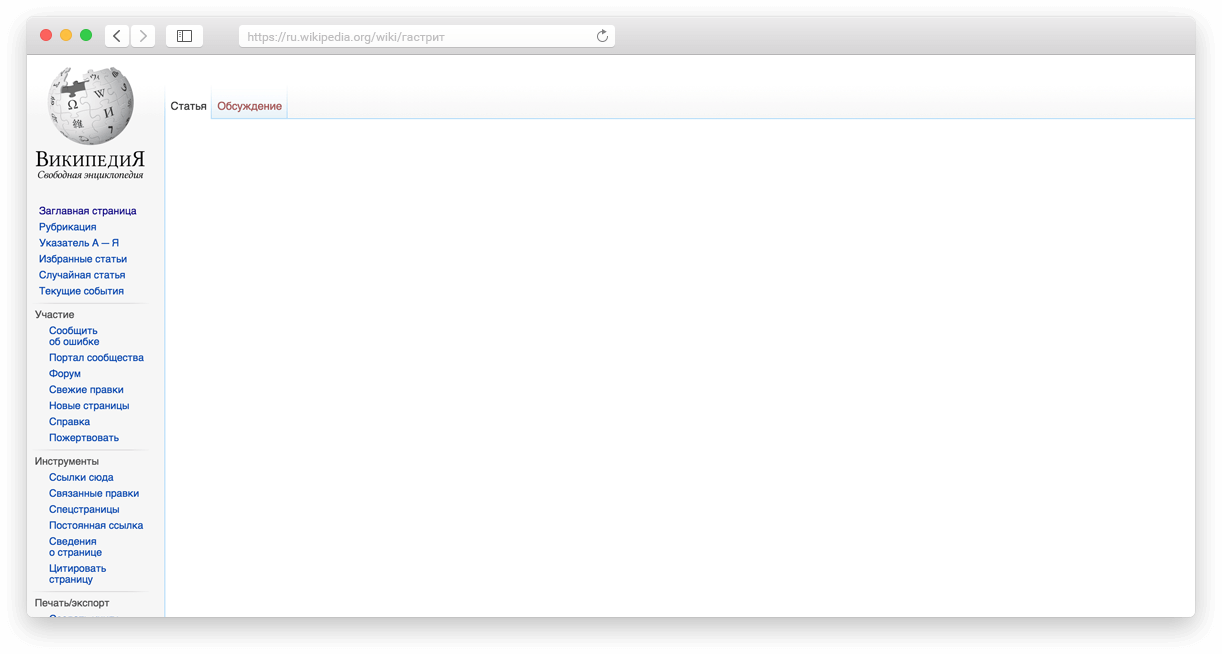 https://ru.wikipedia.org/wiki/гастрит
ВикипедиЯ
Свободная энциклопедия
Статья
Обсуждение
Заглавная страница
Рубрикация
Указатель А — Я
Избранные статьи
Случайная статья
Текущие события
Участие
Сообщить
об ошибке
Портал сообщества
Форум
Свежие правки
Новые страницы
Справка
Пожертвовать
Инструменты
Ссылки сюда
Связанные правки
Спецстраницы
Постоянная ссылка
Сведения
о странице
Цитировать
страницу
Печать/экспорт